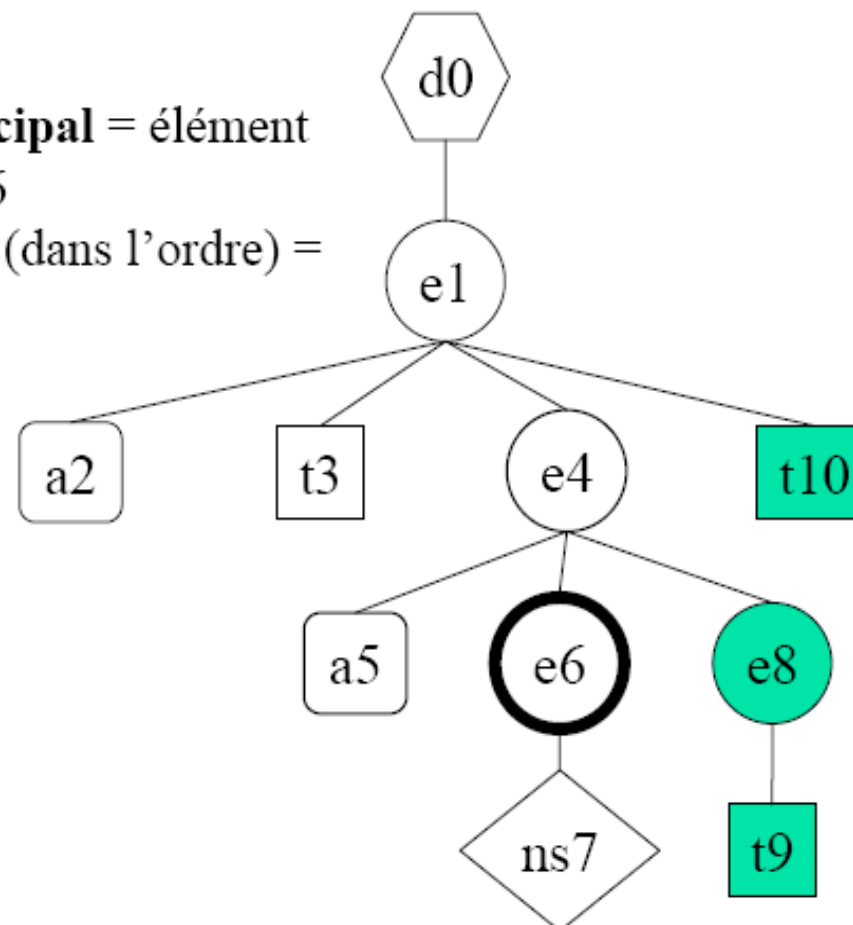 d0
cipal = élément
6
(dans l’ordre) =
e1
a2 t3 e4 t10
a5 e6 e8
ns7 t9